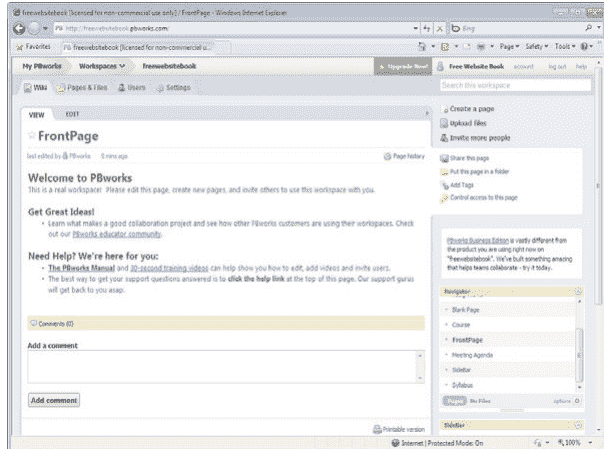 freewebsitebook [licensed for non-commercial use only] / FrontPage - Windows Internet Explorer
http://freewebsitebook.pbworks.com/
Bing
Favorites freewebsitebook [licensed for non-commercial u...
Page Safety Tools
My PBworks Workspaces freewebsitebook Upgrade Now! Free Website Book account log out help
Wiki Pages & Files Users Settings
Search this workspace
VIEW EDIT
FrontPage
last edited by PBworks 0 mins ago Page history
Welcome to PBworks
This is a real workspace. Please edit this page, create new pages, and invite others to use this workspace with you.
Get Great Ideas!
• Learn what makes a good collaboration project and see how other PBworks customers are using their workspaces. Check
out our PBworks educator community.
Need Help? We're here for you:
• The PBworks Manual and 30-second training videos can help show you how to edit, add videos and invite users.
• The best way to get your support questions answered is to click the help link at the top of this page. Our support gurus
will get back to you asap.
Comments (0)
Add a comment
Add comment
Printable version
Create a page
Upload files
Invite more people
Share this page
Put this page in a folder
Add Tags
Control access to this page
PBworks Business Edition is vastly different
from the product you are using right now on
"freewebsitebook". We've built something amazing
that helps teams collaborate - try it today.
Navigator
Blank Page
Course
FrontPage
Meeting Agenda
SideBar
Syllabus
Pages No Files options
SideBar
Internet | Protected Mode: On 100%